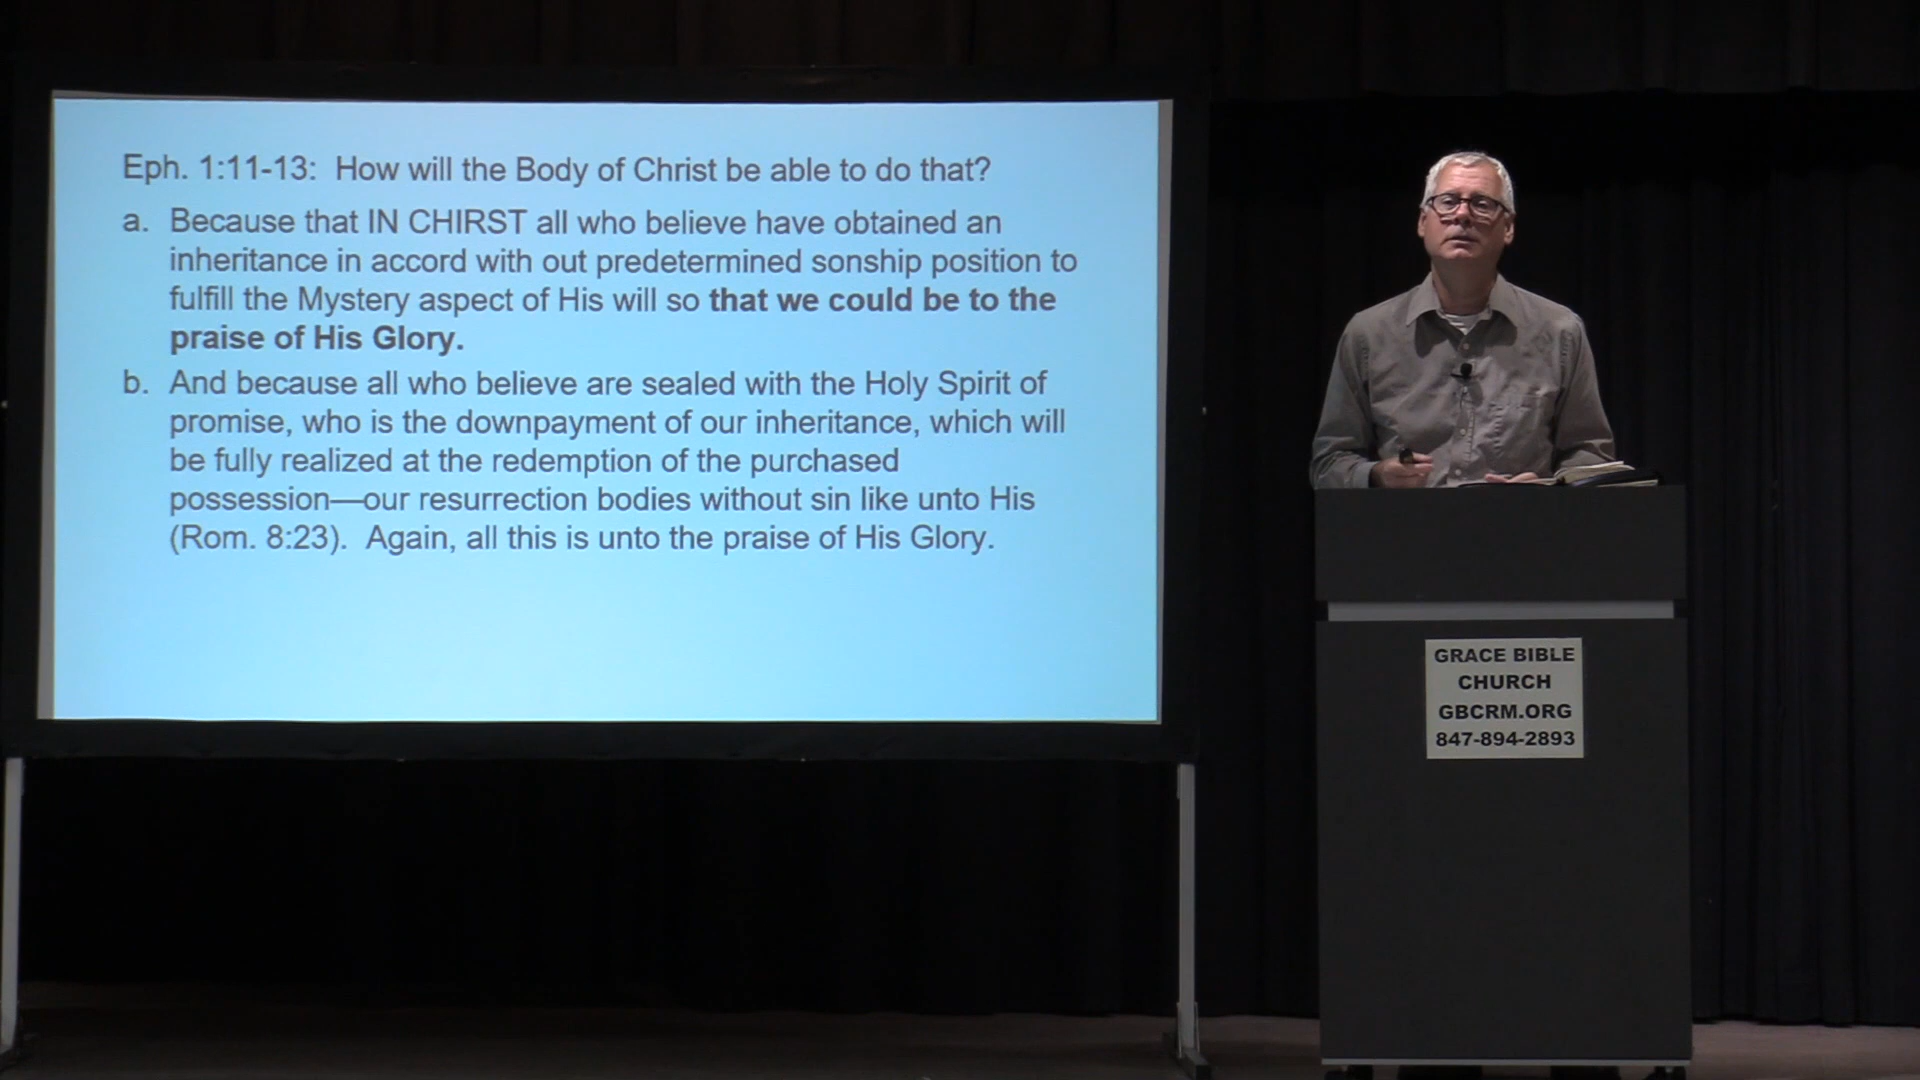 Eph. 1:11-13: How will the Body of Christ be able to do that?
a. Because that IN CHIRST all who believe have obtained an
inheritance in accord with out predetermined sonship position to
fulfill the Mystery aspect of His will so that we could be to the
praise of His Glory.
b. And because all who believe are sealed with the Holy Spirit of
promise, who is the downpayment of our inheritance, which will
be fully realized at the redemption of the purchased
possession—our resurrection bodies without sin like unto His
(Rom. 8:23). Again, all this is unto the praise of His Glory.
GRACE BIBLE
CHURCH
GBCRM.ORG
847-894-2893